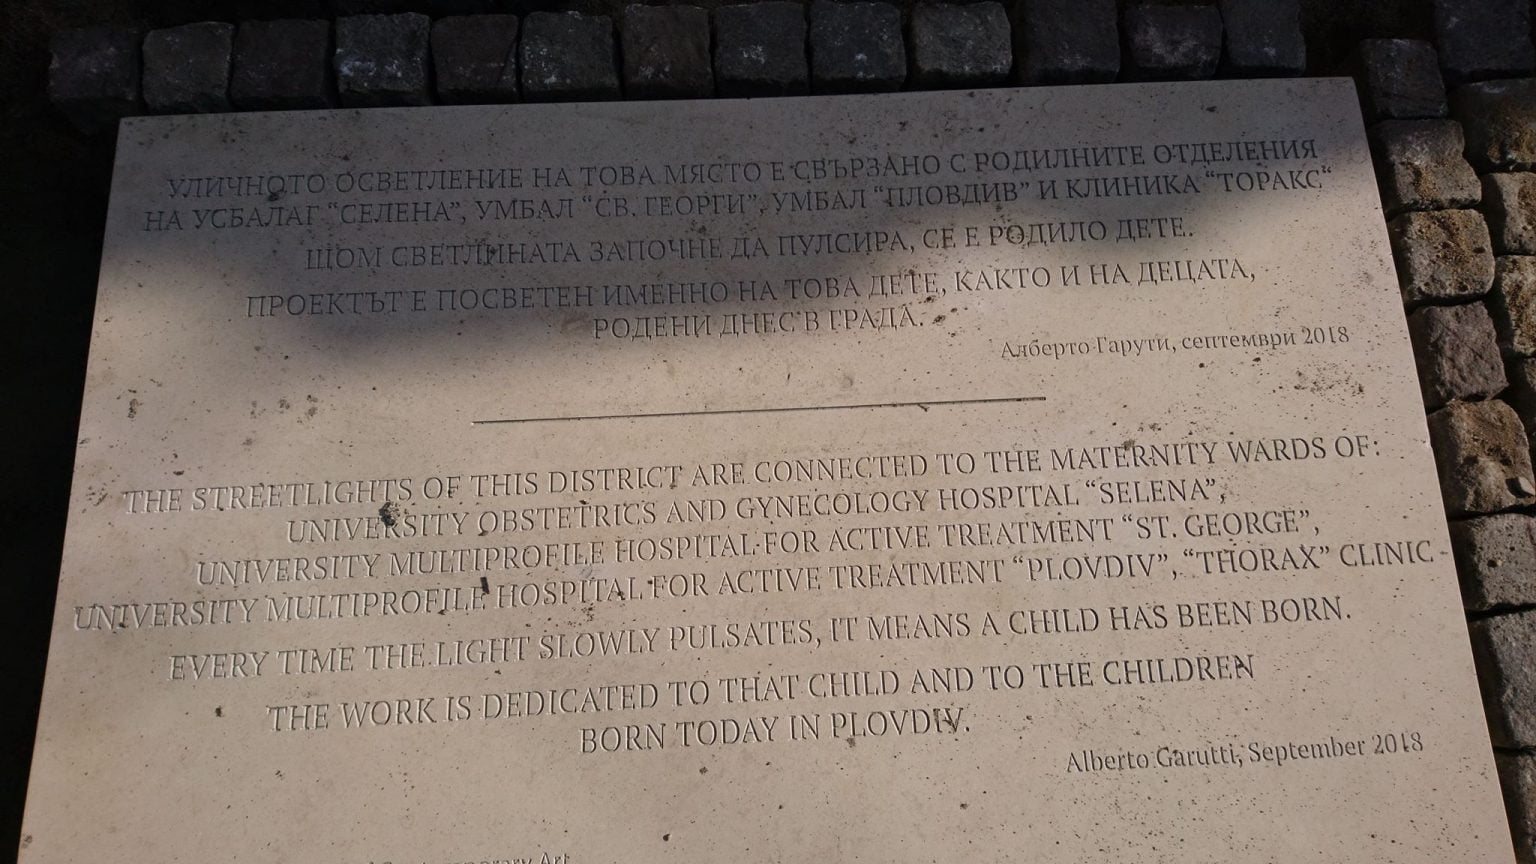 УЛИЧНОТО ОСВЕТЛЕНИЕ НА ТОВА МЯСТО Е СВЪРЗАНО С РОДИЛНИТЕ ОТДЕЛЕНИЯ
НА УСБАЛАГ “СЕЛЕНА”, УМБАЛ “СВ. ГЕОРГИ”, УМБАЛ “ПЛОВДИВ” И КЛИНИКА “ТОРАКС“
ЩОМ СВЕТЛИНАТА ЗАПОЧНЕ ДА ПУЛСИРА, СЕ Е РОДИЛО ДЕТЕ.
ПРОЕКТЪТ Е ПОСВЕТЕН ИМЕННО НА ТОВА ДЕТЕ, КАКТО И НА ДЕЦАТА,
РОДЕНИ ДНЕС В ГРАДА.
Алберто Гарути, септември 2018
THE STREETLIGHTS OF THIS DISTRICT ARE CONNECTED TO THE MATERNITY WARDS OF:
UNIVERSITY OBSTETRICS AND GYNECOLOGY HOSPITAL “SELENA”,
UNIVERSITY MULTIPROFILE HOSPITAL FOR ACTIVE TREATMENT “ST. GEORGE”,
UNIVERSITY MULTIPROFILE HOSPITAL FOR ACTIVE TREATMENT “PLOVDIV”, “THORAX” CLINIC
EVERY TIME THE LIGHT SLOWLY PULSATES, IT MEANS A CHILD HAS BEEN BORN.
THE WORK IS DEDICATED TO THAT CHILD AND TO THE CHILDREN
BORN TODAY IN PLOVDIV.
Alberto Garutti, September 2018
Contemporary Art